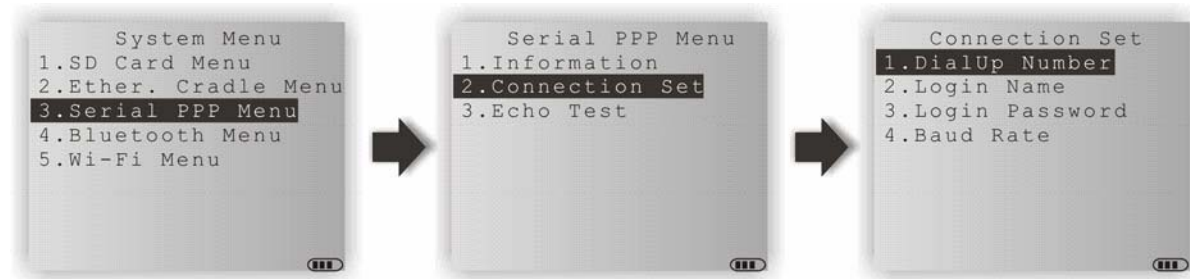 System Menu
1.SD Card Menu
2.Ether. Cradle Menu
3.Serial PPP Menu
4.Bluetooth Menu
5.Wi-Fi Menu
Serial PPP Menu
1.Information
2.Connection Set
3.Echo Test
Connection Set
1.DialUp Number
2.Login Name
3.Login Password
4.Baud Rate